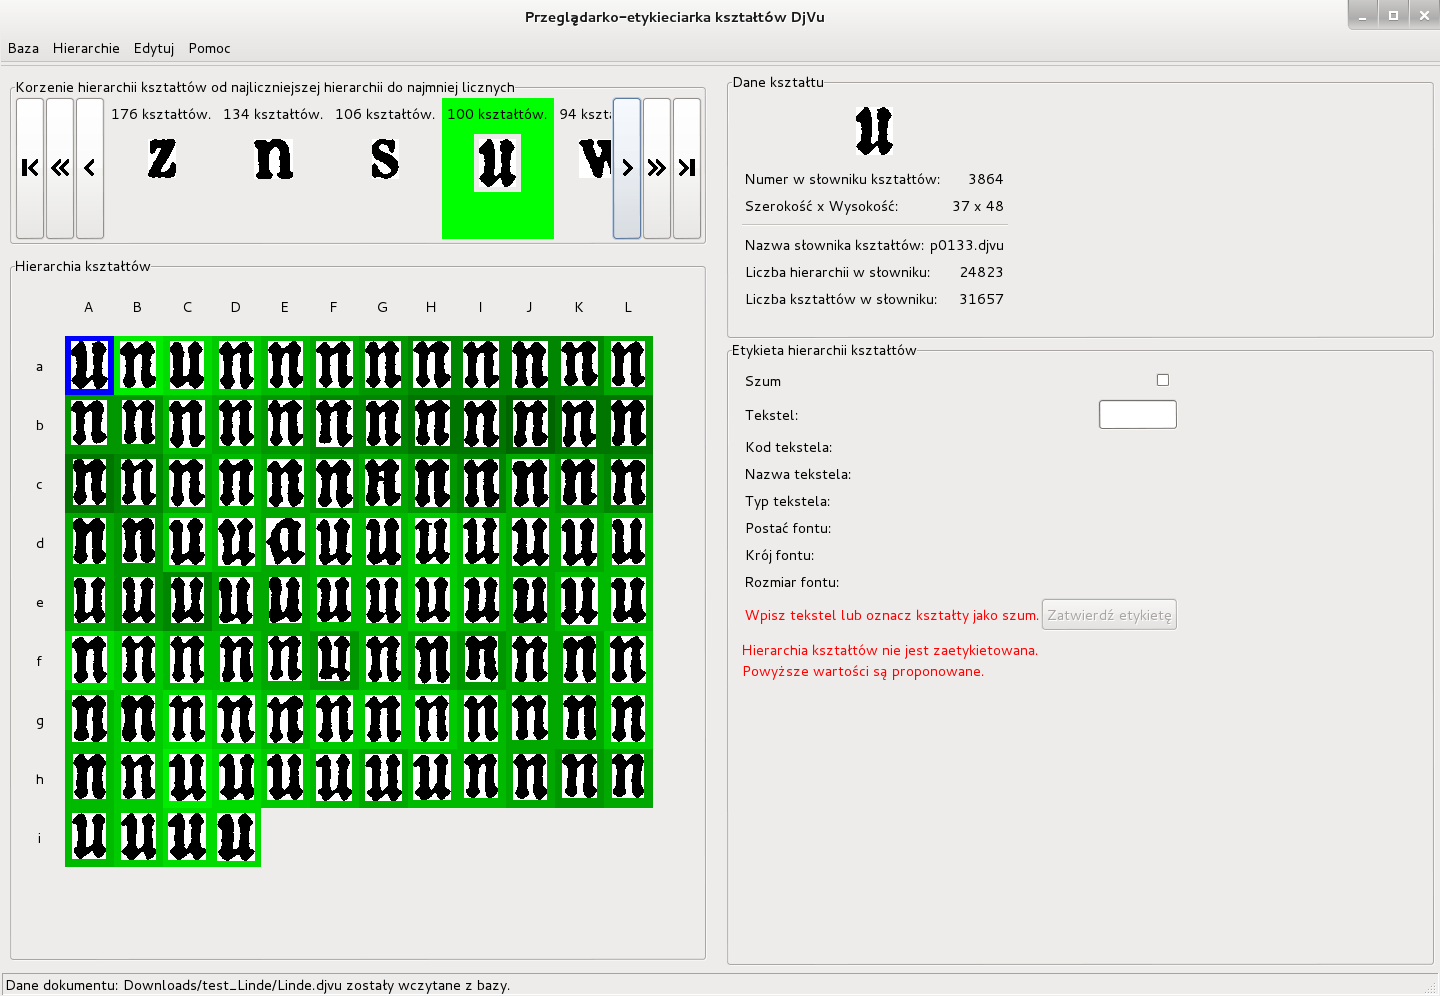 Przeglądarko-etykieciarka kształtów DjVu
Baza Hierarchie Edytuj Pomoc
Korzenie hierarchii kształtów od najliczniejszej hierarchii do najmniej licznych
176 kształtów. 134 kształtów. 106 kształtów. 100 kształtów. 94 kszta
z n s u w
Hierarchia kształtów
A B C D E F G H I J K L
a u n u n n n n n n n n n
b n n n n n n n n n n n n
c n n n n n n n n n n n n
d n n u u a u u u u u u u
e u u u u u u u u u u u u
f n n n n n u n n n n n n
g n n n n n n n n n n n n
h n n u u u u u u n n n n
i u u u u
Dane kształtu
u
Numer w słowniku kształtów: 3864
Szerokość x Wysokość: 37 x 48
Nazwa słownika kształtów: p0133.djvu
Liczba hierarchii w słowniku: 24823
Liczba kształtów w słowniku: 31657
Etykieta hierarchii kształtów
Szum
Tekstel:
Kod tekstela:
Nazwa tekstela:
Typ tekstela:
Postać fontu:
Krój fontu:
Rozmiar fontu:
Wpisz tekstel lub oznacz kształty jako szum. Zatwierdź etykietę
Hierarchia kształtów nie jest zaetykietowana.
Powyższe wartości są proponowane.
Dane dokumentu: Downloads/test_Linde/Linde.djvu zostały wczytane z bazy.